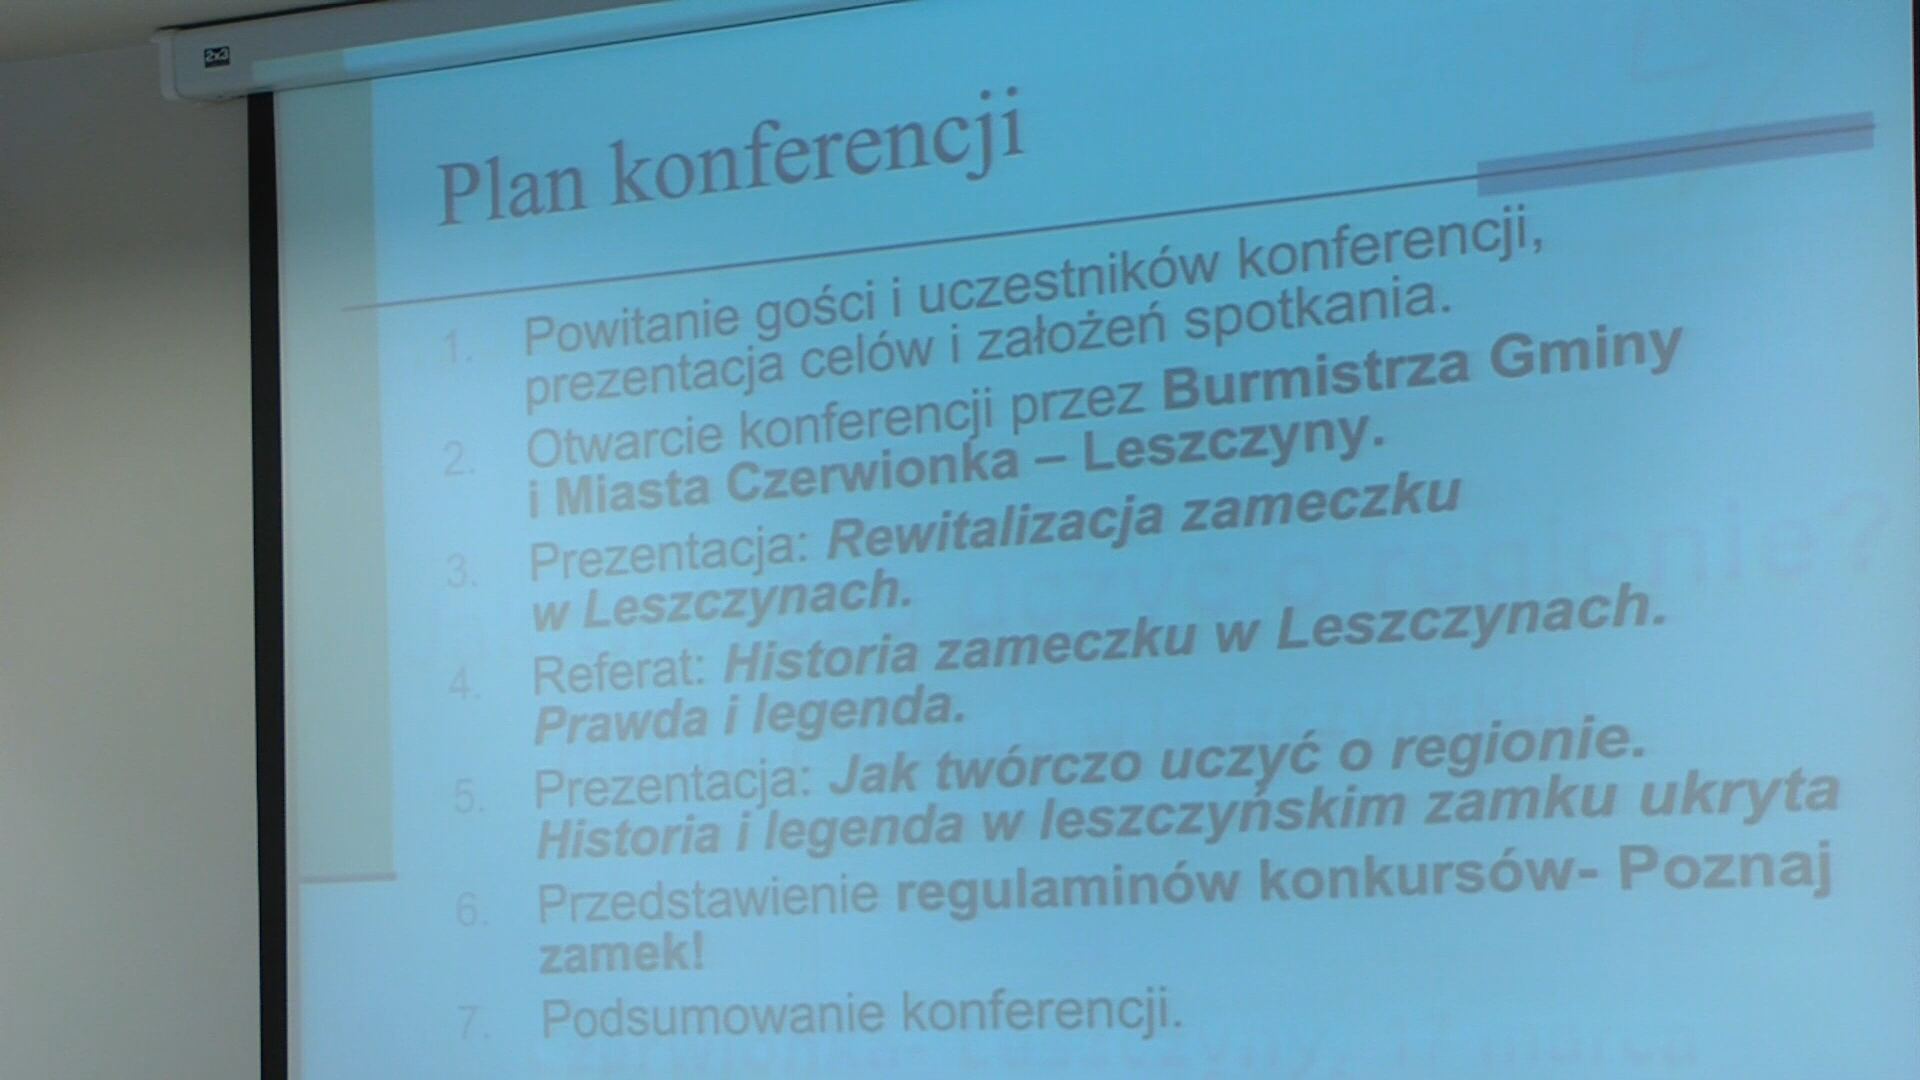 2x3
Plan konferencji
1. Powitanie gości i uczestników konferencji,
prezentacja celów i założeń spotkania.
2. Otwarcie konferencji przez Burmistrza Gminy
i Miasta Czerwionka – Leszczyny.
3. Prezentacja: Rewitalizacja zameczku
w Leszczynach.
4. Referat: Historia zameczku w Leszczynach.
Prawda i legenda.
5. Prezentacja: Jak twórczo uczyć o regionie.
Historia i legenda w leszczyńskim zamku ukryta
6. Przedstawienie regulaminów konkursów- Poznaj
zamek!
7. Podsumowanie konferencji.